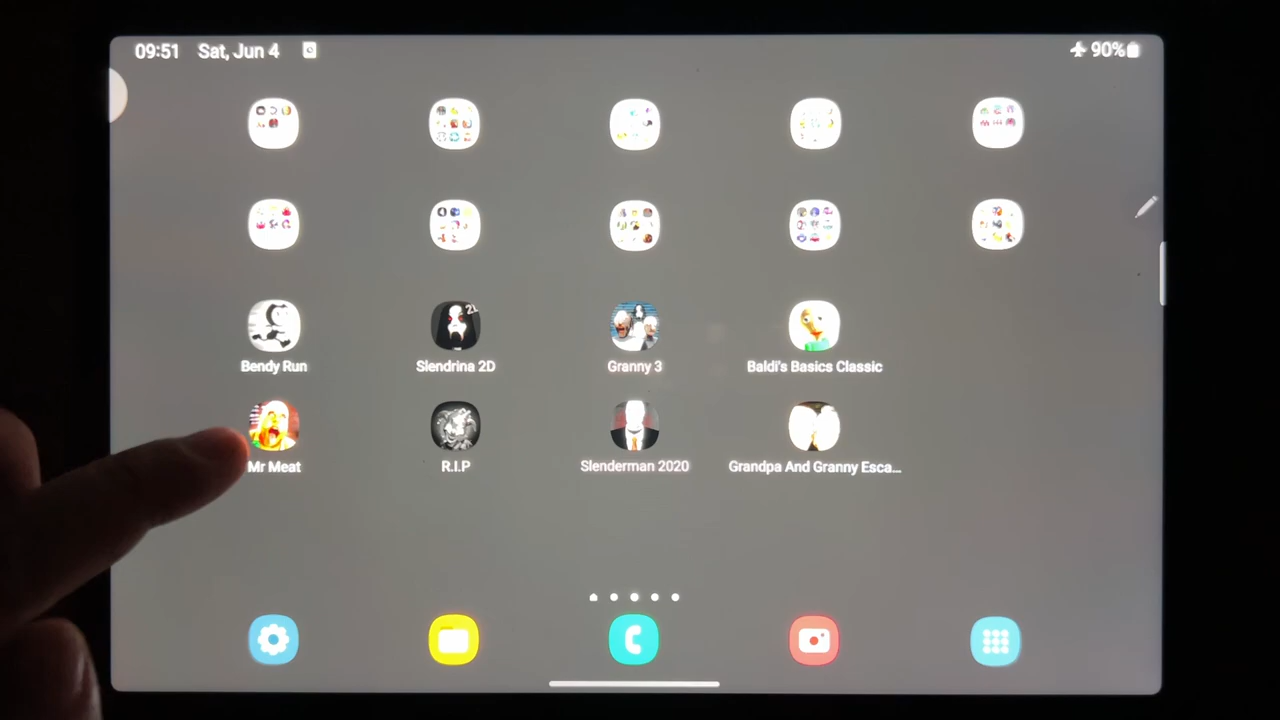 09:51 Sat, Jun 4
90%
Bendy Run
Slendrina 2D
Granny 3
Baldi's Basics Classic
Mr Meat
R.I.P
Slenderman 2020
Grandpa And Granny Esca...